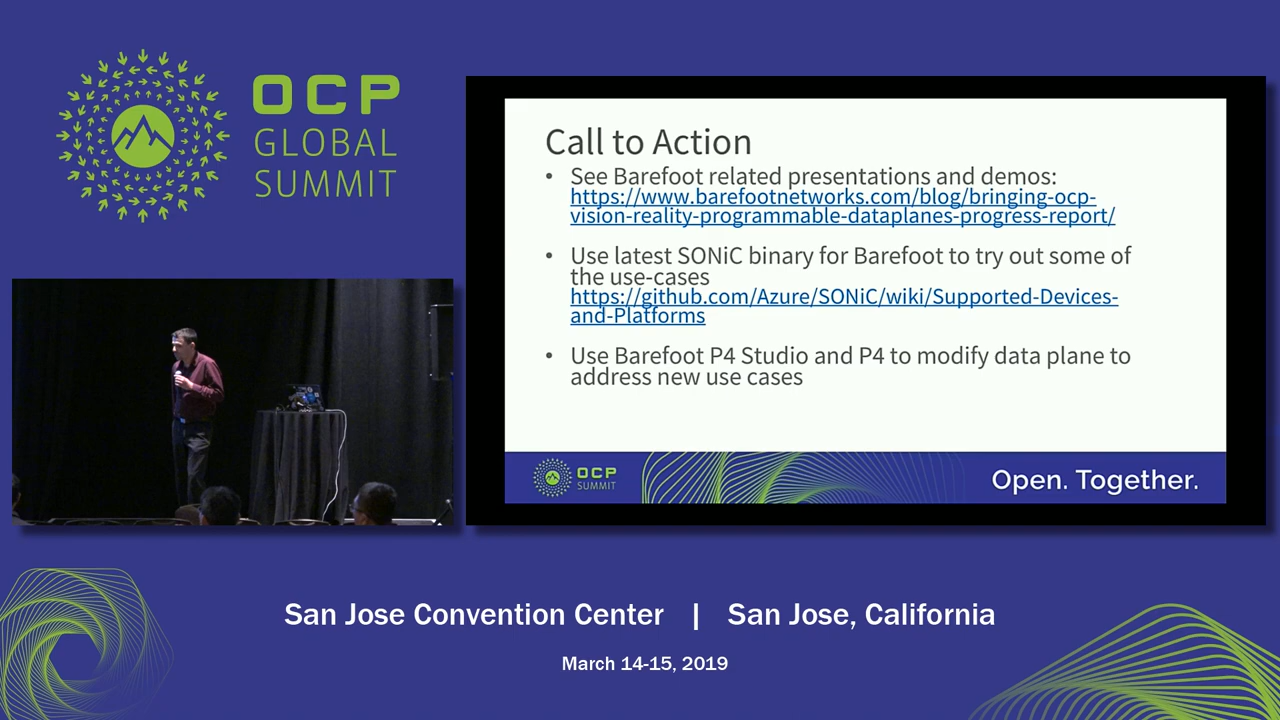 OCP
GLOBAL
SUMMIT
Call to Action
• See Barefoot related presentations and demos:
https://www.barefootnetworks.com/blog/bringing-ocp-
vision-reality-programmable-dataplanes-progress-report/
• Use latest SONiC binary for Barefoot to try out some of
the use-cases
https://github.com/Azure/SONiC/wiki/Supported-Devices-
and-Platforms
• Use Barefoot P4 Studio and P4 to modify data plane to
address new use cases
OCP
SUMMIT
Open. Together.
San Jose Convention Center | San Jose, California
March 14-15, 2019